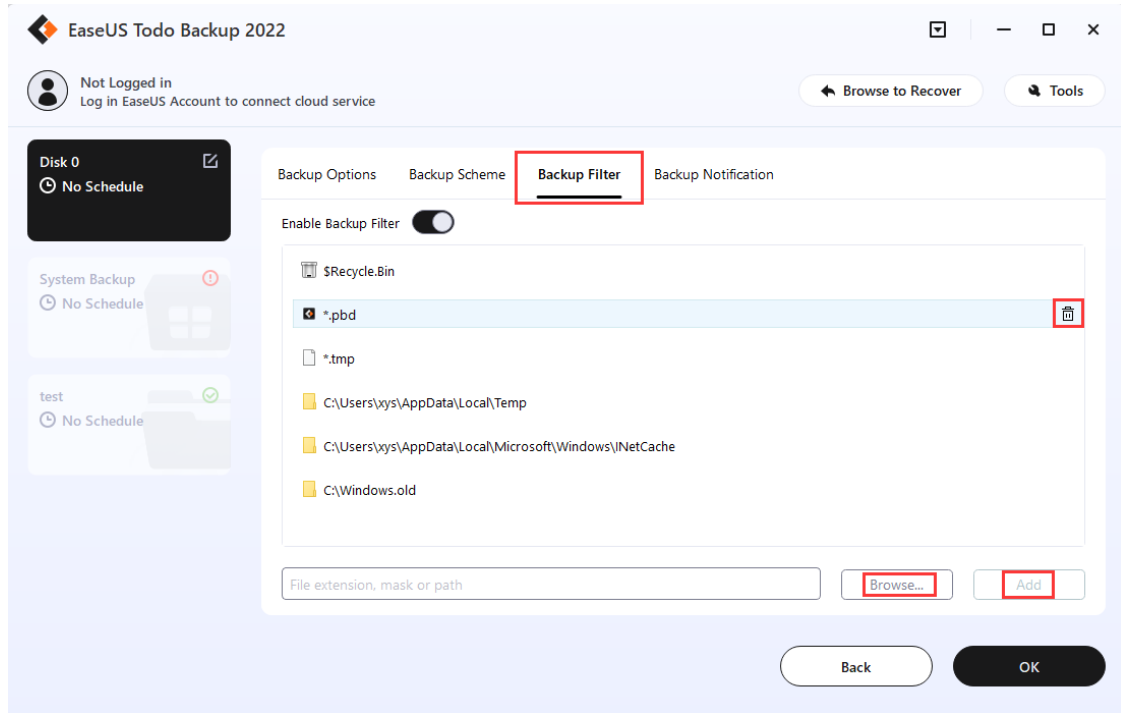 EaseUS Todo Backup 2022
Not Logged in
Log in EaseUS Account to connect cloud service
Browse to Recover
Tools
Disk 0
No Schedule
System Backup
No Schedule
test
No Schedule
Backup Options
Backup Scheme
Backup Filter
Backup Notification
Enable Backup Filter
$Recycle.Bin
*.pbd
*.tmp
C:\Users\xys\AppData\Local\Temp
C:\Users\xys\AppData\Local\Microsoft\Windows\INetCache
C:\Windows.old
File extension, mask or path
Browse...
Add
Back
OK